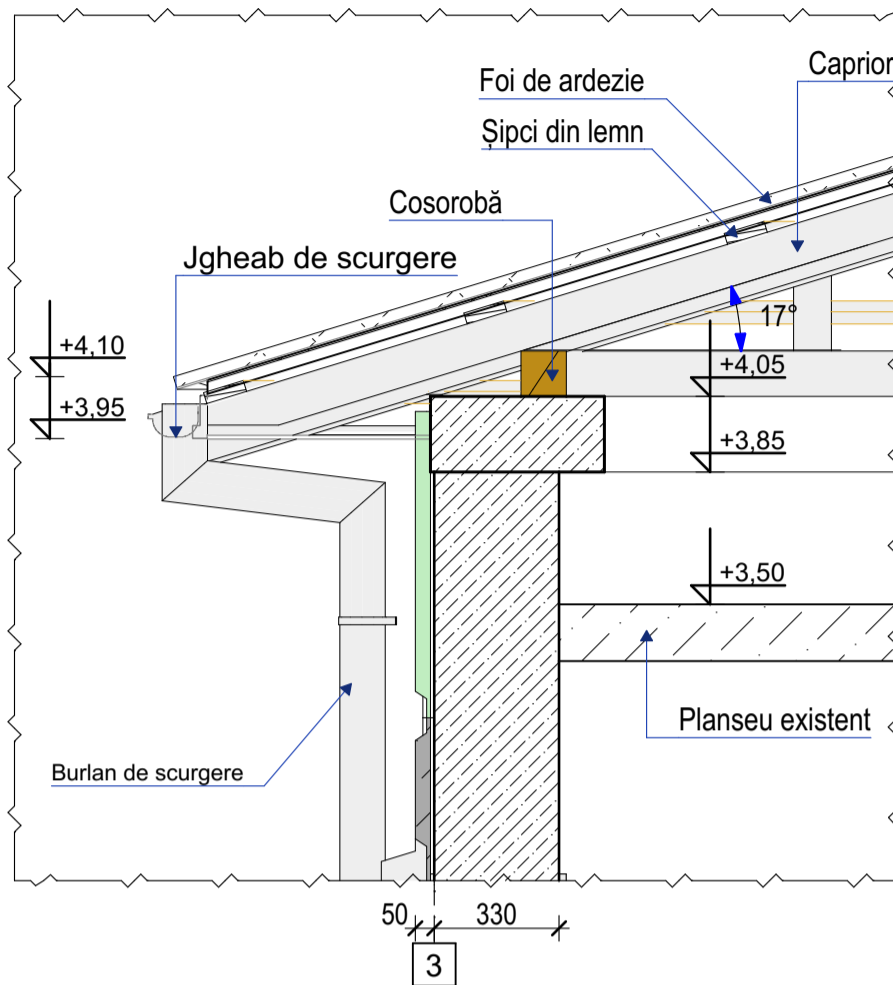 Caprior
Foi de ardezie
Șipci din lemn
Cosorobă
Jgheab de scurgere
17°
+4,10
+4,05
+3,95
+3,85
+3,50
Planseu existent
Burlan de scurgere
50
330
3